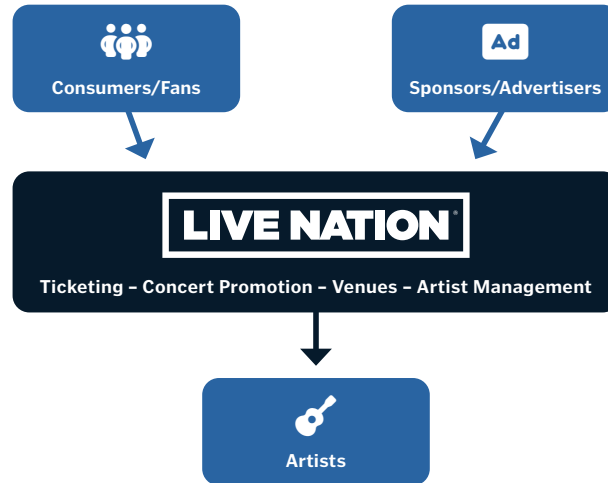 Ad
Consumers/Fans
Sponsors/Advertisers
LIVE NATION
Ticketing – Concert Promotion – Venues – Artist Management
Artists